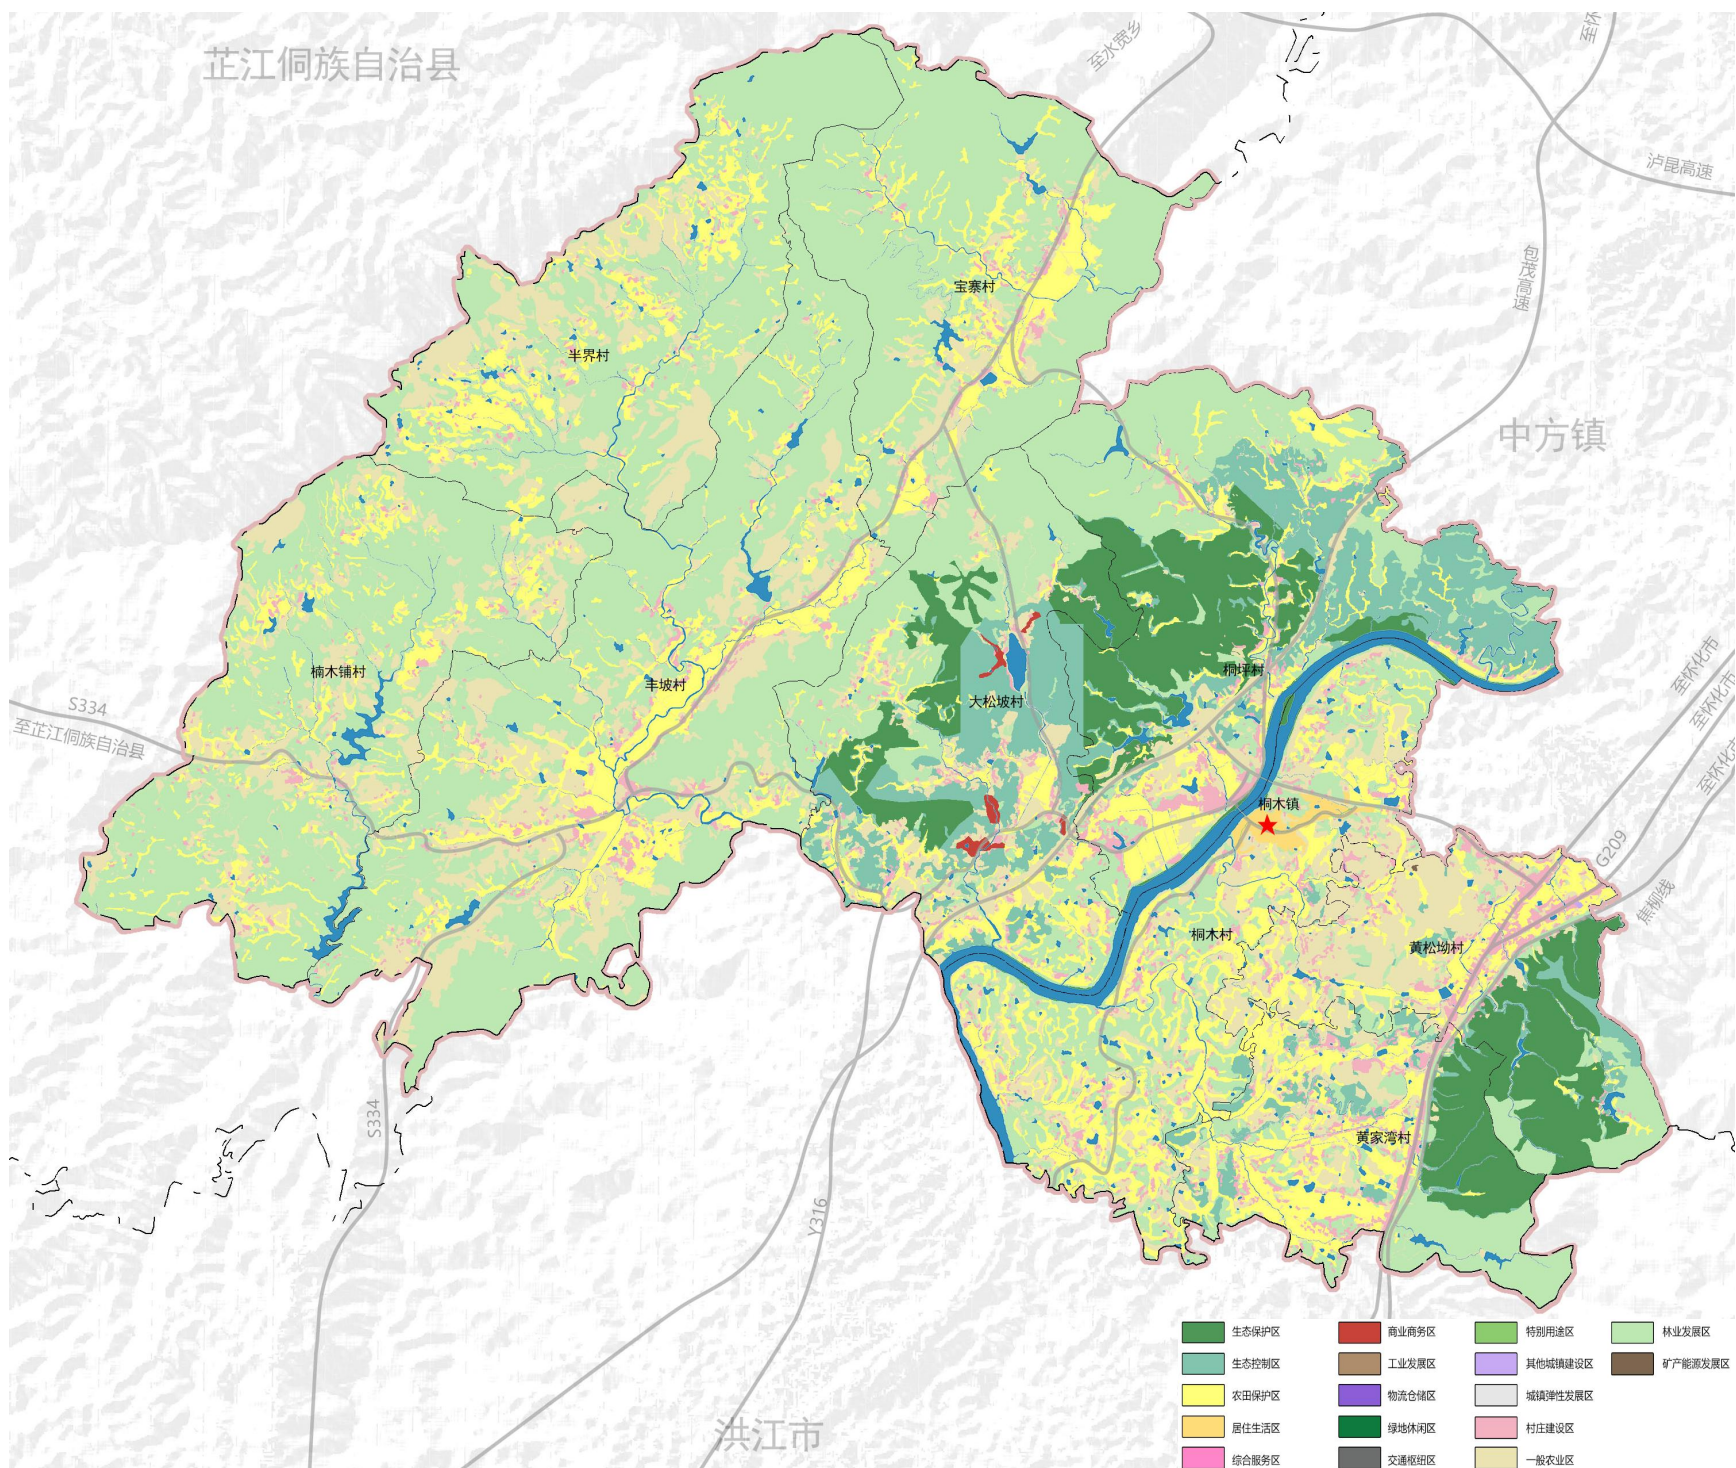 芷江侗族自治县
至水宽乡
至怀
泸昆高速
包茂高速
宝寨村
半界村
中方镇
楠木铺村
丰坡村
大松坡村
桐坪村
S334
至芷江侗族自治县
至怀化市
至怀化市
至怀化市
桐木镇
G209
焦柳线
桐木村
黄松坳村
S334
黄家湾村
Y316
洪江市
生态保护区
商业商务区
特别用途区
林业发展区
生态控制区
工业发展区
其他城镇建设区
矿产能源发展区
农田保护区
物流仓储区
城镇弹性发展区
居住生活区
绿地休闲区
村庄建设区
综合服务区
交通枢纽区
一般农业区